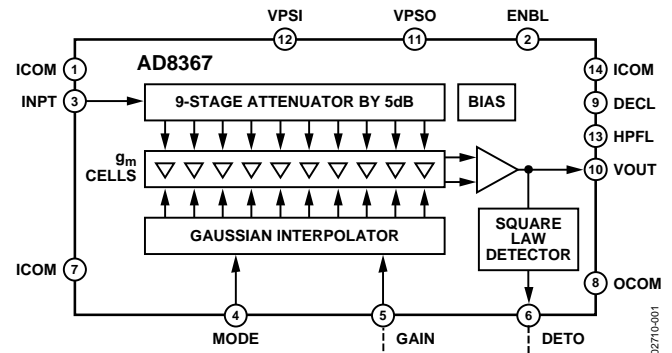 VPSI VPSO ENBL
12 11 2
AD8367
ICOM 1
INPT 3
9-STAGE ATTENUATOR BY 5dB
BIAS
14 ICOM
9 DECL
13 HPFL
10 VOUT
gm
CELLS
GAUSSIAN INTERPOLATOR
SQUARE
LAW
DETECTOR
ICOM 7
8 OCOM
4 5 6
MODE GAIN DETO
02710-001